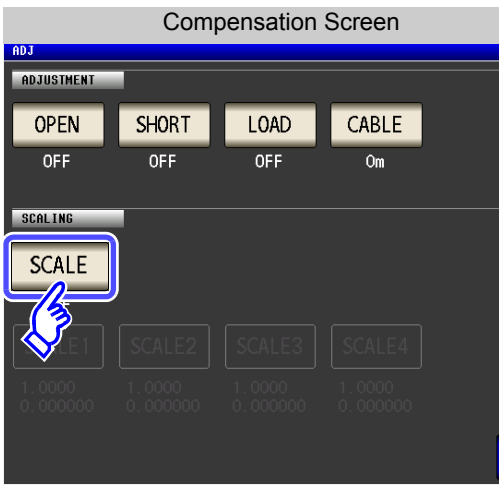 Compensation Screen
ADJ
ADJUSTMENT
OPEN SHORT LOAD CABLE
OFF OFF OFF 0m
SCALING
SCALE
SCALE2 SCALE3 SCALE4
1.0000 1.0000 1.0000 1.0000
0.000000 0.000000 0.000000 0.000000